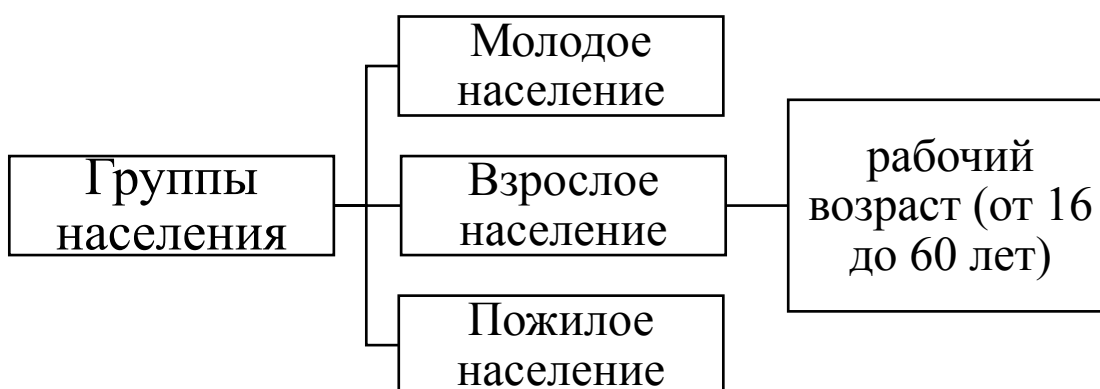 Молодое
население
Группы
населения
Взрослое
население
рабочий
возраст (от 16
до 60 лет)
Пожилое
население